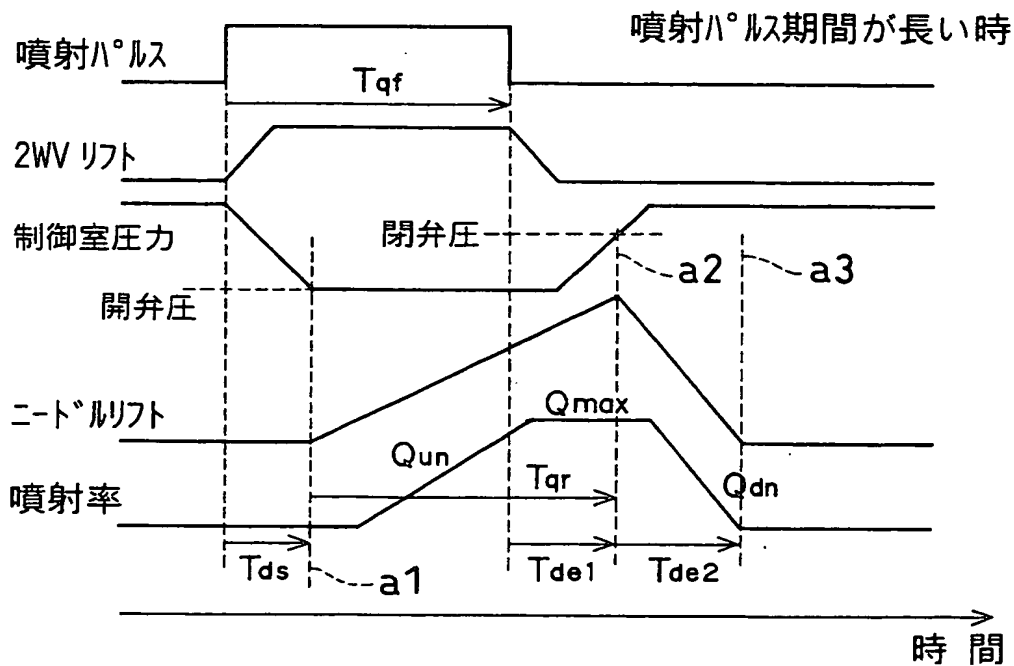 噴射パルス期間が長い時
噴射パルス
Tqf
2WV リフト
制御室圧力
閉弁圧
a2
a3
開弁圧
ニードルリフト
Qmax
Qun
Tqr
Qdn
噴射率
Tds
a1
Tde1
Tde2
時 間